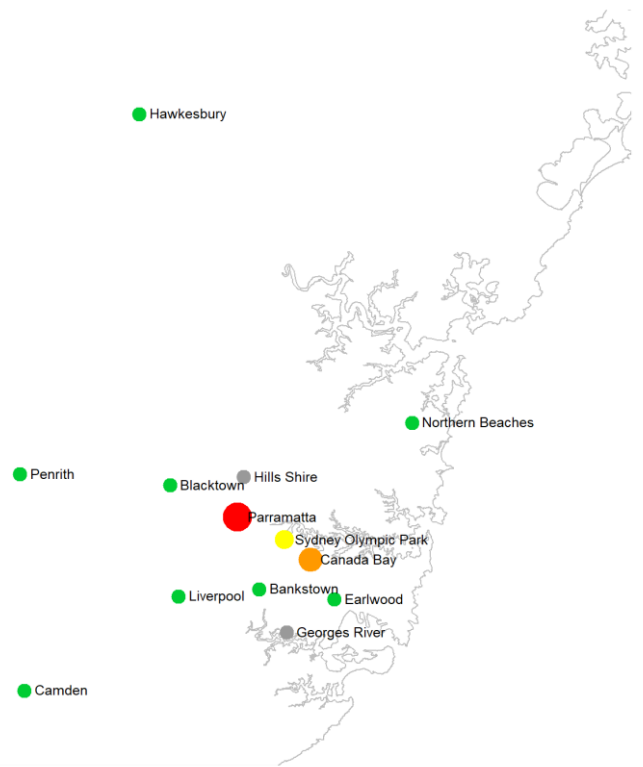 Hawkesbury
Northern Beaches
Penrith
Hills Shire
Blacktown
Parramatta
Sydney Olympic Park
Canada Bay
Bankstown
Liverpool
Earlwood
Georges River
Camden